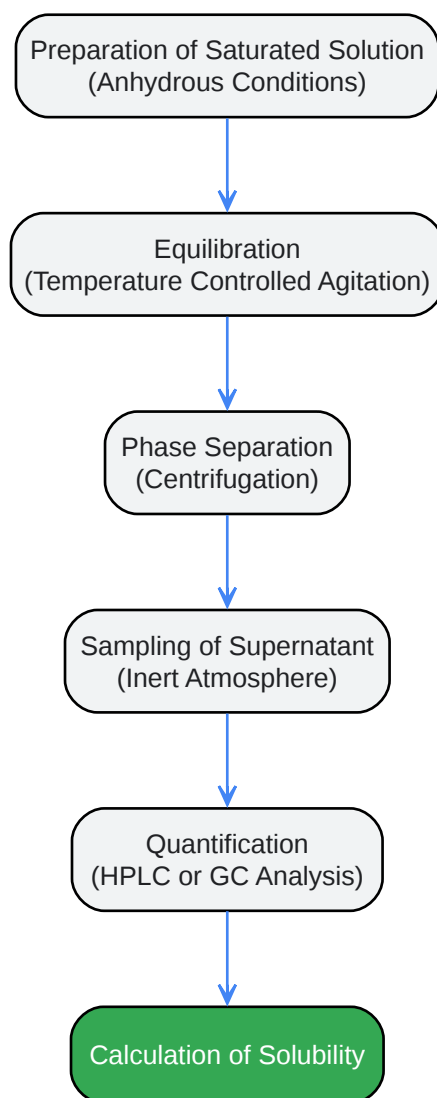 Preparation of Saturated Solution
(Anhydrous Conditions)
Equilibration
(Temperature Controlled Agitation)
Phase Separation
(Centrifugation)
Sampling of Supernatant
(Inert Atmosphere)
Quantification
(HPLC or GC Analysis)
Calculation of Solubility